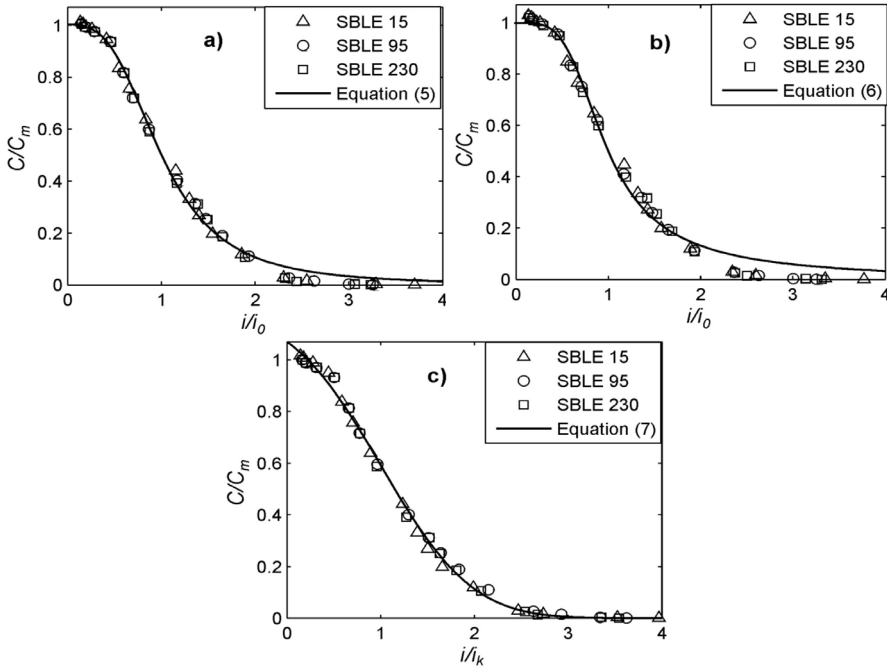 a)
SBLE 15
SBLE 95
SBLE 230
Equation (5)
C/Cm
1
0.8
0.6
0.4
0.2
0
0 1 2 3 4
i/i0
b)
SBLE 15
SBLE 95
SBLE 230
Equation (6)
C/Cm
1
0.8
0.6
0.4
0.2
0
0 1 2 3 4
i/i0
c)
SBLE 15
SBLE 95
SBLE 230
Equation (7)
C/Cm
1
0.8
0.6
0.4
0.2
0
0 1 2 3 4
i/ik